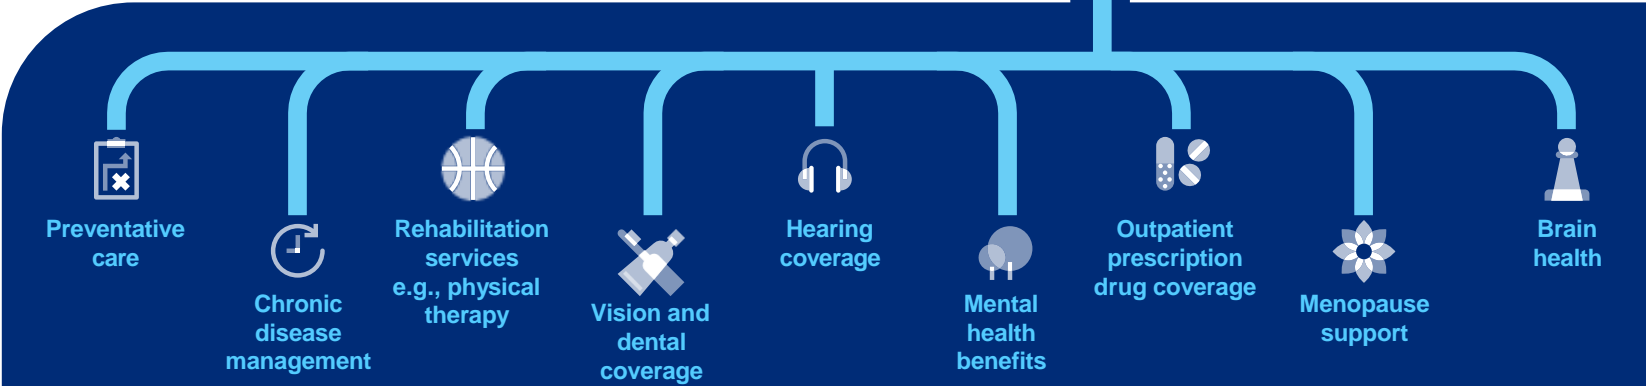 Preventative
care
Chronic
disease
management
Rehabilitation
services
e.g., physical
therapy
Vision and
dental
coverage
Hearing
coverage
Mental
health
benefits
Outpatient
prescription
drug coverage
Menopause
support
Brain
health